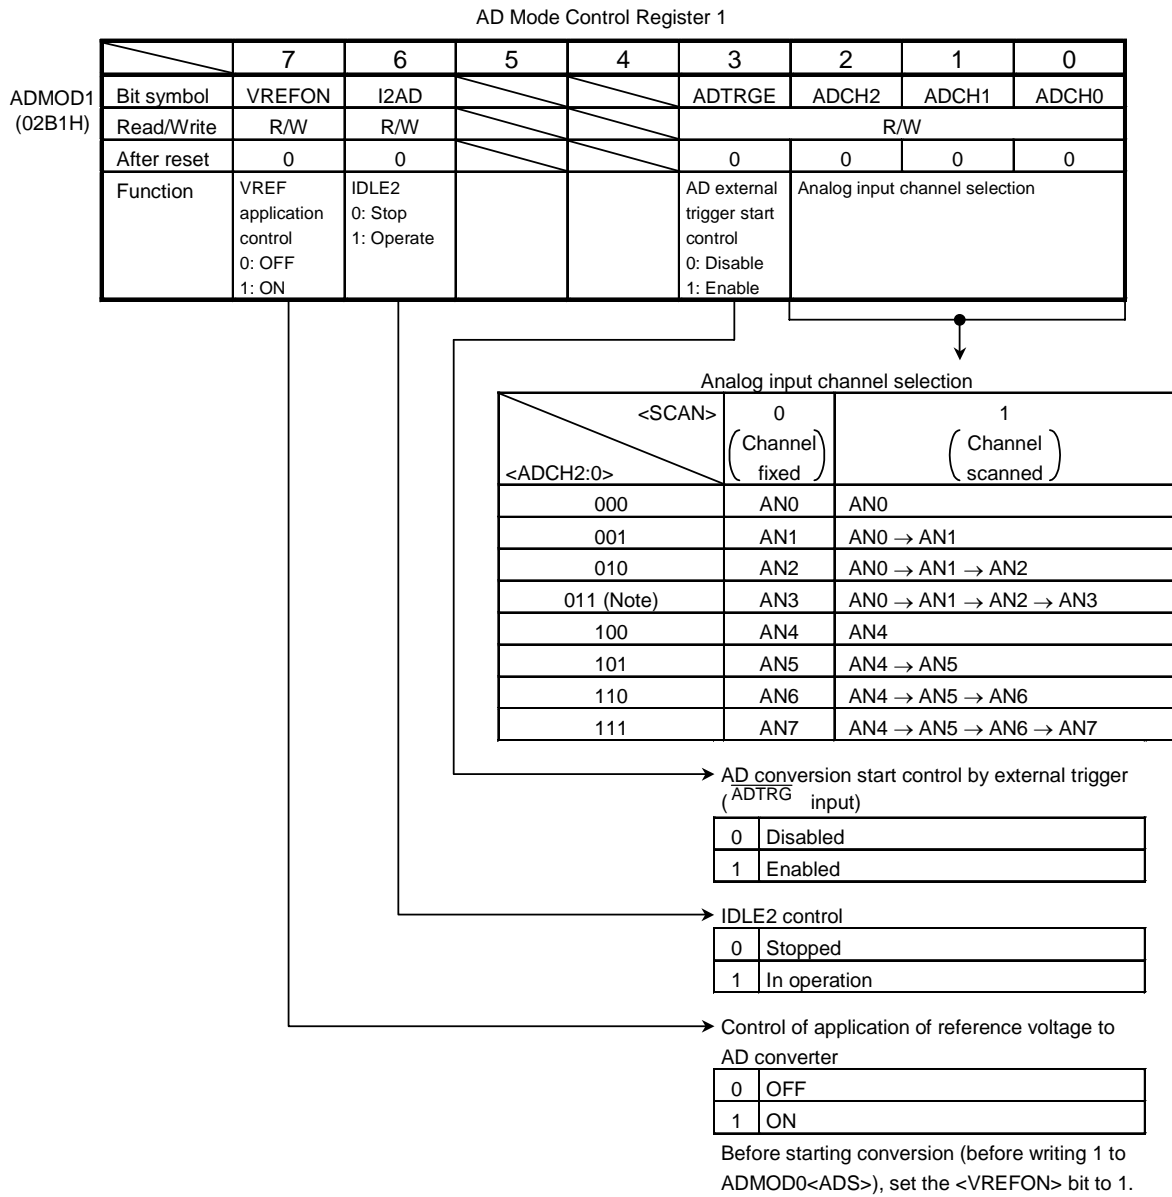 AD Mode Control Register 1
7 6 5 4 3 2 1 0
ADMOD1
(02B1H)
Bit symbol VREFON I2AD ADTRGE ADCH2 ADCH1 ADCH0
Read/Write R/W R/W R/W
After reset 0 0 0 0 0 0
Function
VREF
application
control
0: OFF
1: ON
IDLE2
0: Stop
1: Operate
AD external
trigger start
control
0: Disable
1: Enable
Analog input channel selection
Analog input channel selection
<SCAN>
<ADCH2:0>
0
(Channel
fixed)
1
(Channel
scanned)
000 AN0 AN0
001 AN1 AN0 → AN1
010 AN2 AN0 → AN1 → AN2
011 (Note) AN3 AN0 → AN1 → AN2 → AN3
100 AN4 AN4
101 AN5 AN4 → AN5
110 AN6 AN4 → AN5 → AN6
111 AN7 AN4 → AN5 → AN6 → AN7
AD conversion start control by external trigger
(ADTRG input)
0 Disabled
1 Enabled
IDLE2 control
0 Stopped
1 In operation
Control of application of reference voltage to
AD converter
0 OFF
1 ON
Before starting conversion (before writing 1 to
ADMOD0<ADS>), set the <VREFON> bit to 1.